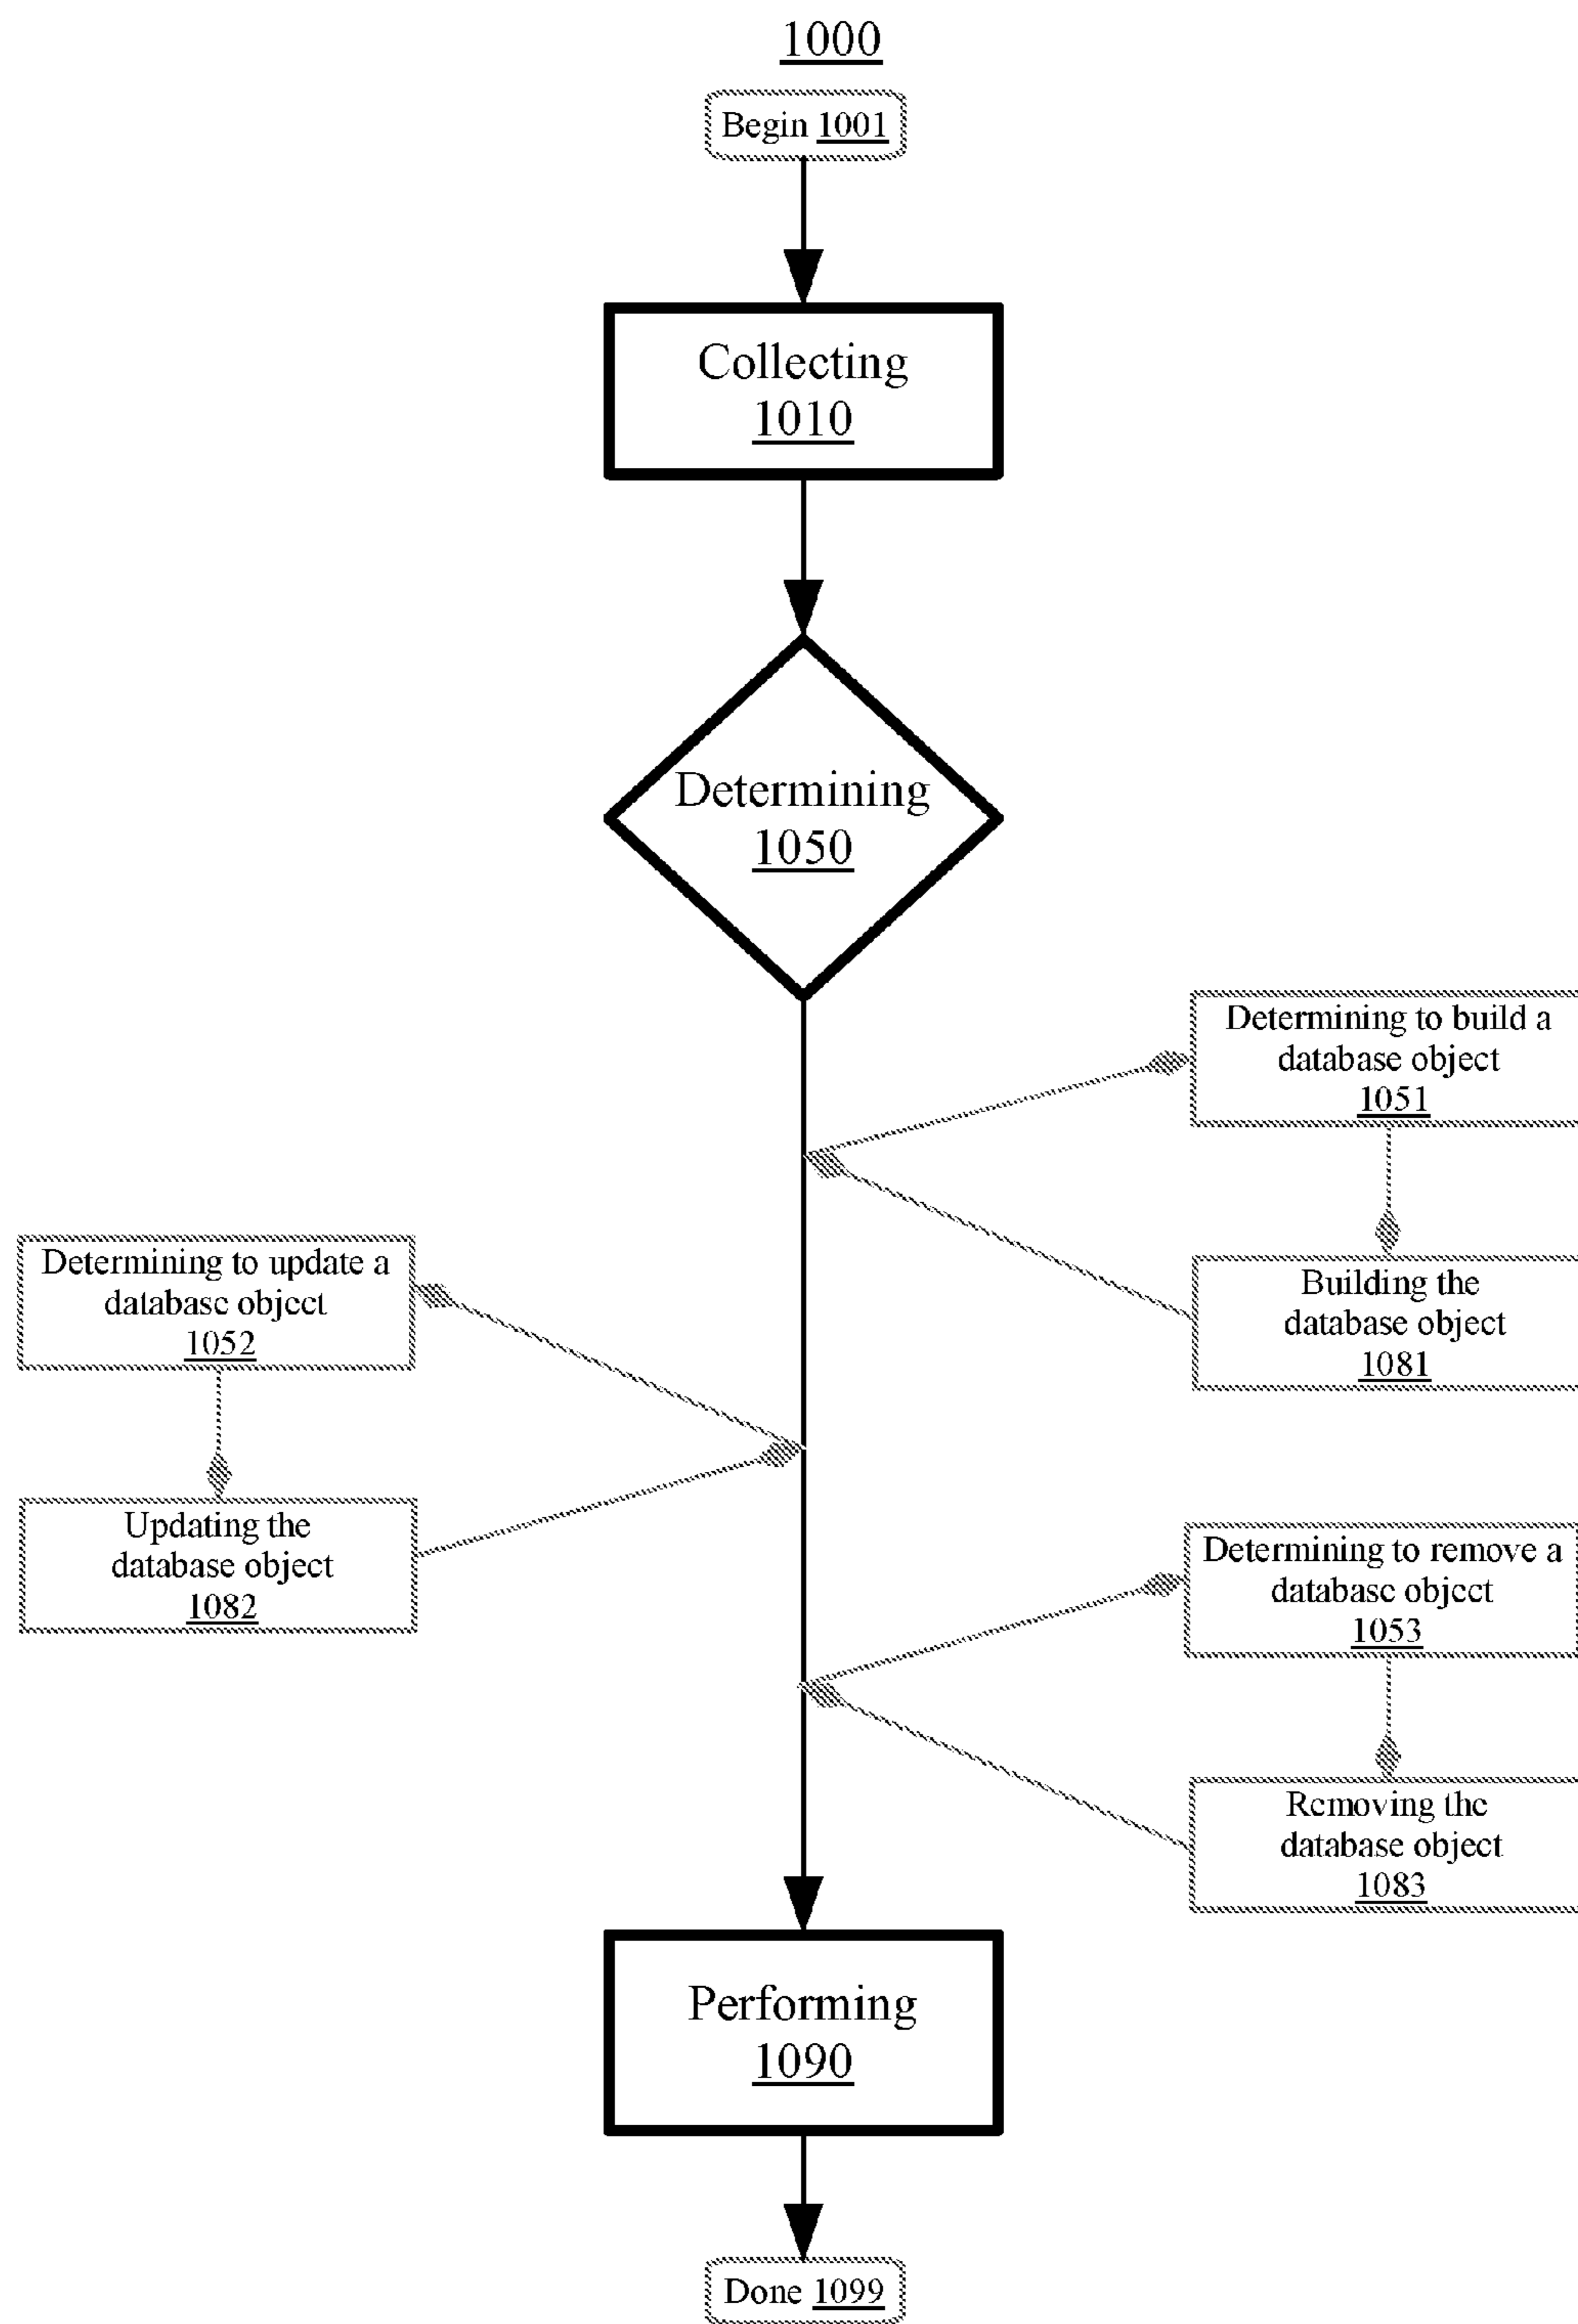 1000
Begin 1001
Collecting
1010
Determining
1050
Determining to build a
database object
1051
Building the
database object
1081
Determining to update a
database object
1052
Updating the
database object
1082
Determining to remove a
database object
1053
Removing the
database object
1083
Performing
1090
Done 1099